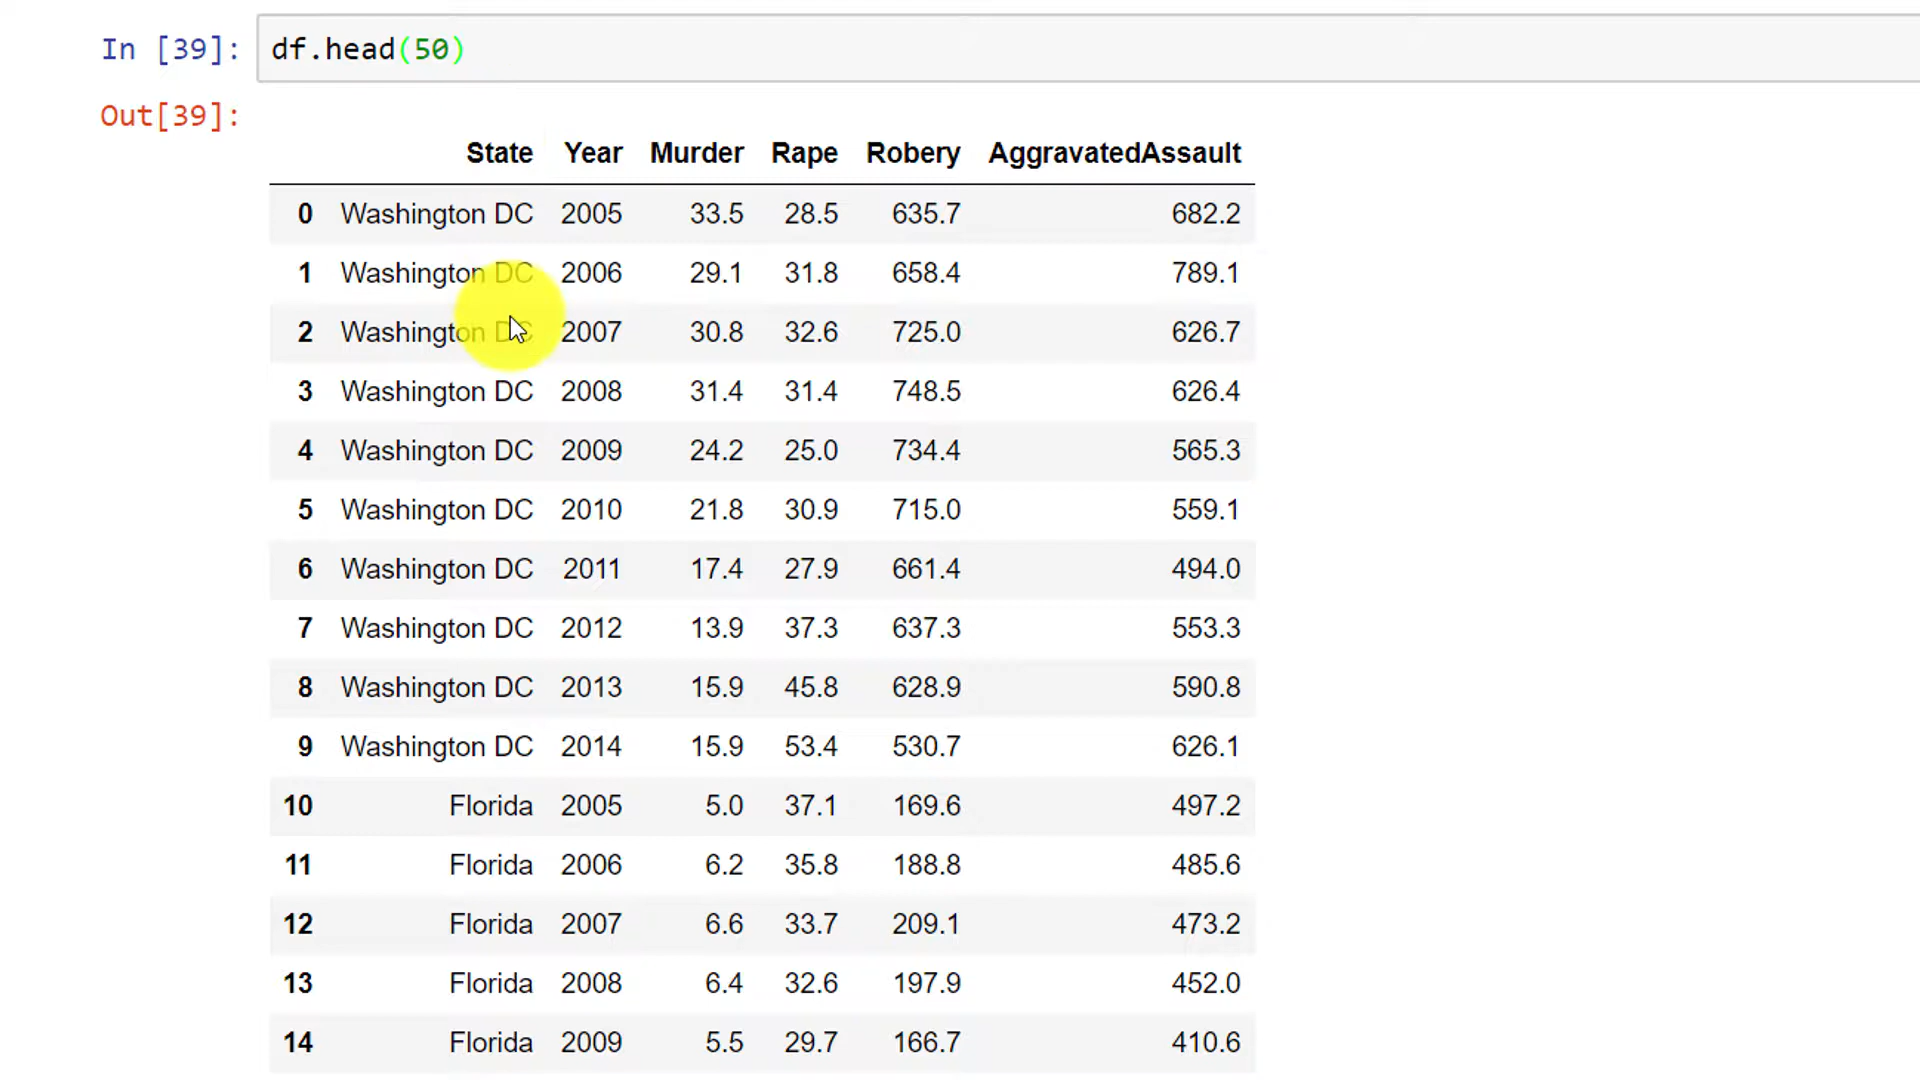 In [39]: df.head(50)
Out[39]:
State Year Murder Rape Robery AggravatedAssault
0 Washington DC 2005 33.5 28.5 635.7 682.2
1 Washington DC 2006 29.1 31.8 658.4 789.1
2 Washington DC 2007 30.8 32.6 725.0 626.7
3 Washington DC 2008 31.4 31.4 748.5 626.4
4 Washington DC 2009 24.2 25.0 734.4 565.3
5 Washington DC 2010 21.8 30.9 715.0 559.1
6 Washington DC 2011 17.4 27.9 661.4 494.0
7 Washington DC 2012 13.9 37.3 637.3 553.3
8 Washington DC 2013 15.9 45.8 628.9 590.8
9 Washington DC 2014 15.9 53.4 530.7 626.1
10 Florida 2005 5.0 37.1 169.6 497.2
11 Florida 2006 6.2 35.8 188.8 485.6
12 Florida 2007 6.6 33.7 209.1 473.2
13 Florida 2008 6.4 32.6 197.9 452.0
14 Florida 2009 5.5 29.7 166.7 410.6